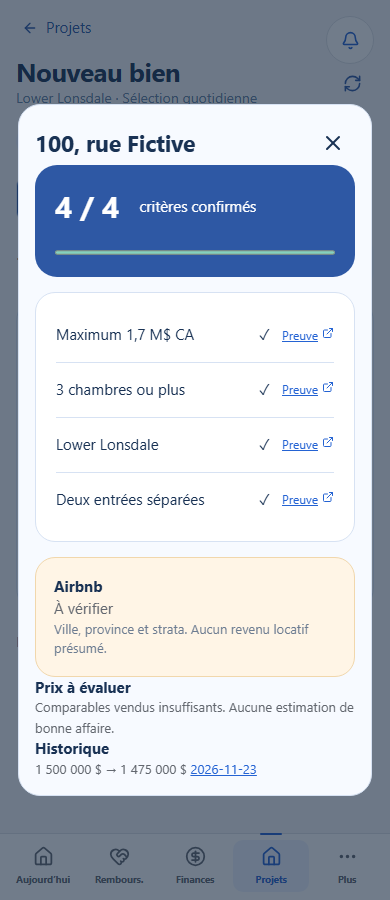 Projets
Nouveau bien
Lower Lonsdale · Sélection quotidienne
100, rue Fictive
4 / 4 critères confirmés
Maximum 1,7 M$ CA ✓ Preuve
3 chambres ou plus ✓ Preuve
Lower Lonsdale ✓ Preuve
Deux entrées séparées ✓ Preuve
Airbnb
À vérifier
Ville, province et strata. Aucun revenu locatif
présumé.
Prix à évaluer
Comparables vendus insuffisants. Aucune estimation de
bonne affaire.
Historique
1 500 000 $ → 1 475 000 $ 2026-11-23
Aujourd'hui Rembours. Finances Projets Plus